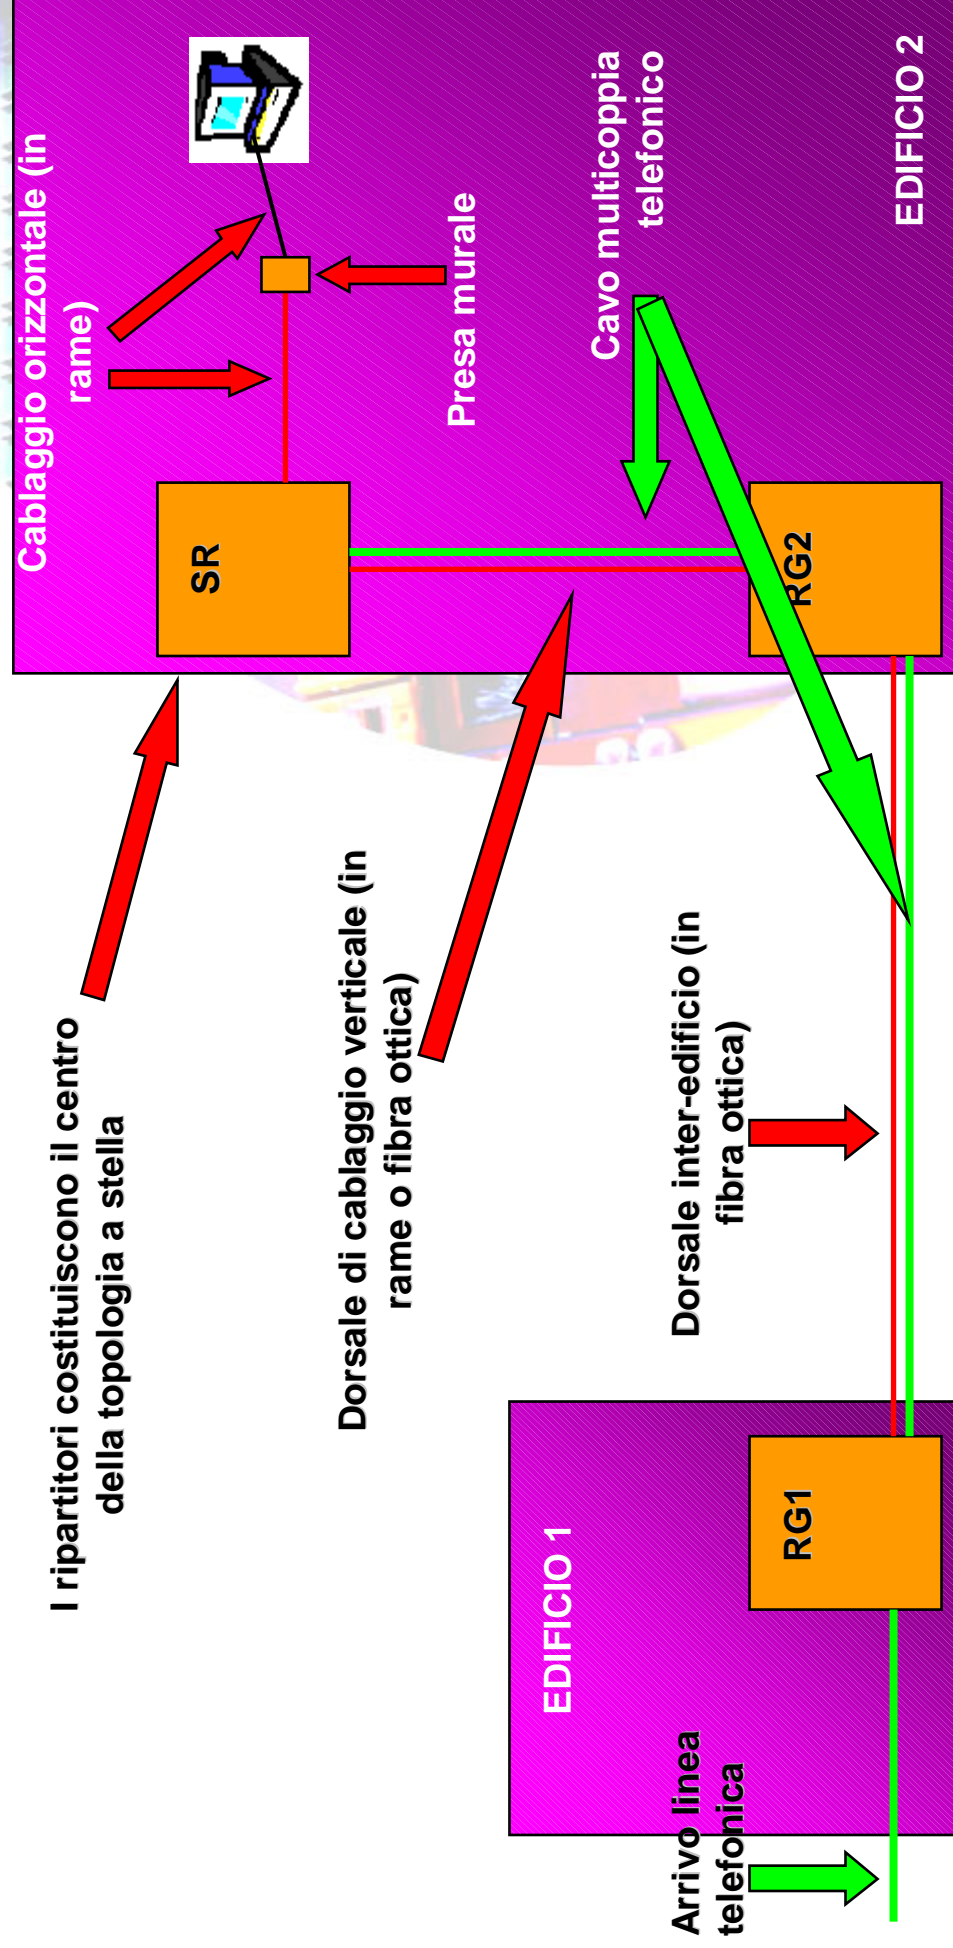 I ripartitori costituiscono il centro
della topologia a stella
Cablaggio orizzontale (in
rame)
SR
Dorsale di cablaggio verticale (in
rame o fibra ottica)
Presa murale
EDIFICIO 1
Cavo multicoppia
telefonico
Arrivo linea
telefonica
Dorsale inter-edificio (in
fibra ottica)
RG1
RG2
EDIFICIO 2